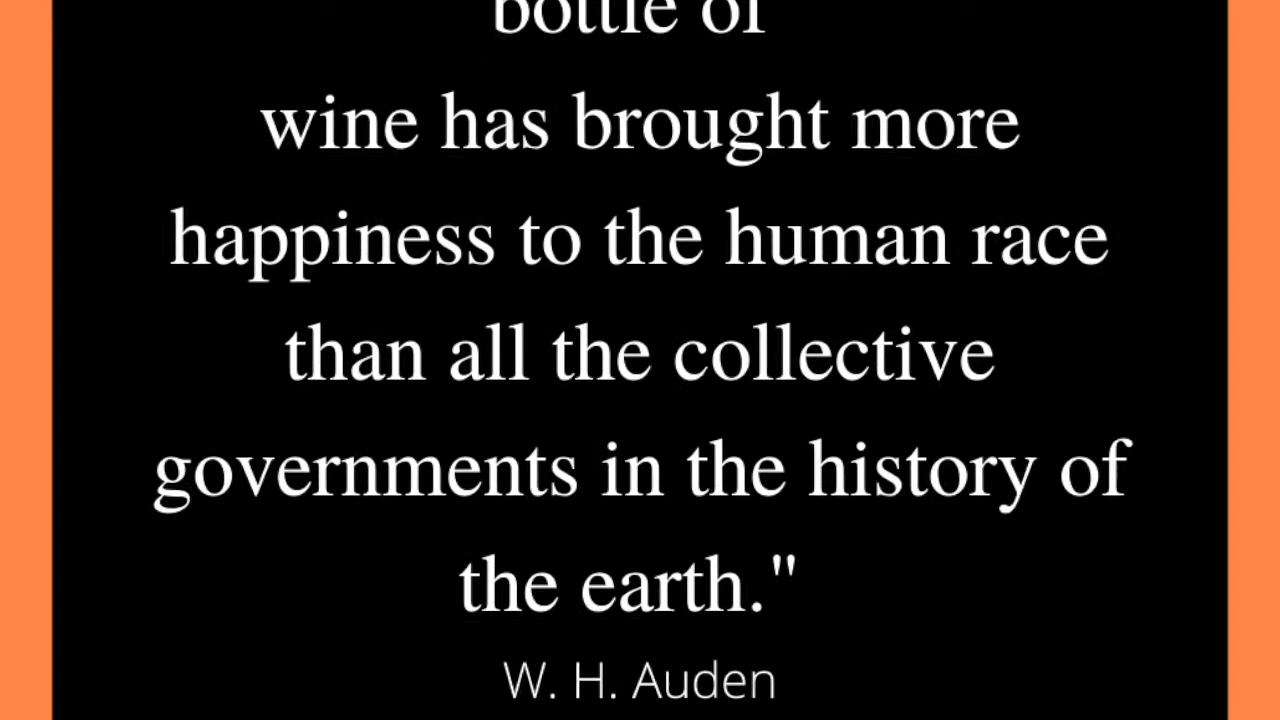 bottle of
wine has brought more
happiness to the human race
than all the collective
governments in the history of
the earth."
W. H. Auden